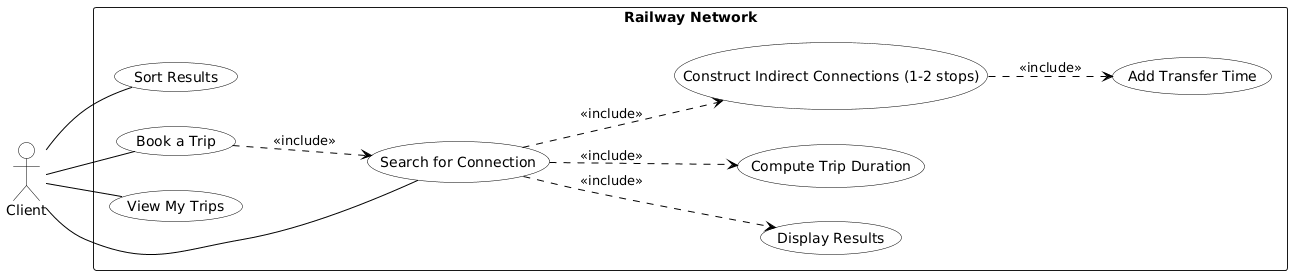 Railway Network
Sort Results
Construct Indirect Connections (1-2 stops)
«include»
Add Transfer Time
«include»
Book a Trip
«include»
Search for Connection
«include»
Compute Trip Duration
«include»
View My Trips
Client
Display Results